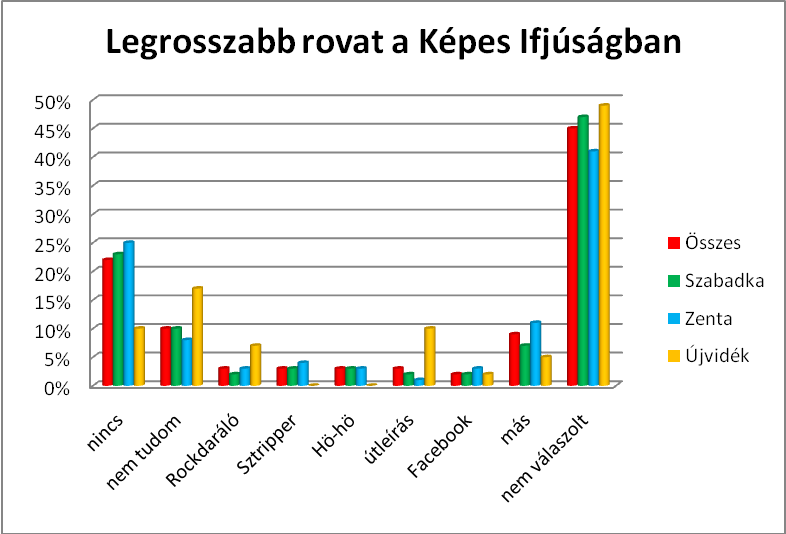 Legrosszabb rovat a Képes Ifjúságban
50%
45%
40%
35%
30%
25%
20%
15%
10%
5%
0%
nincs
nem tudom
Rockdaráló
Sztripper
Hö-hö
útleírás
Facebook
más
nem válaszolt
Összes
Szabadka
Zenta
Újvidék